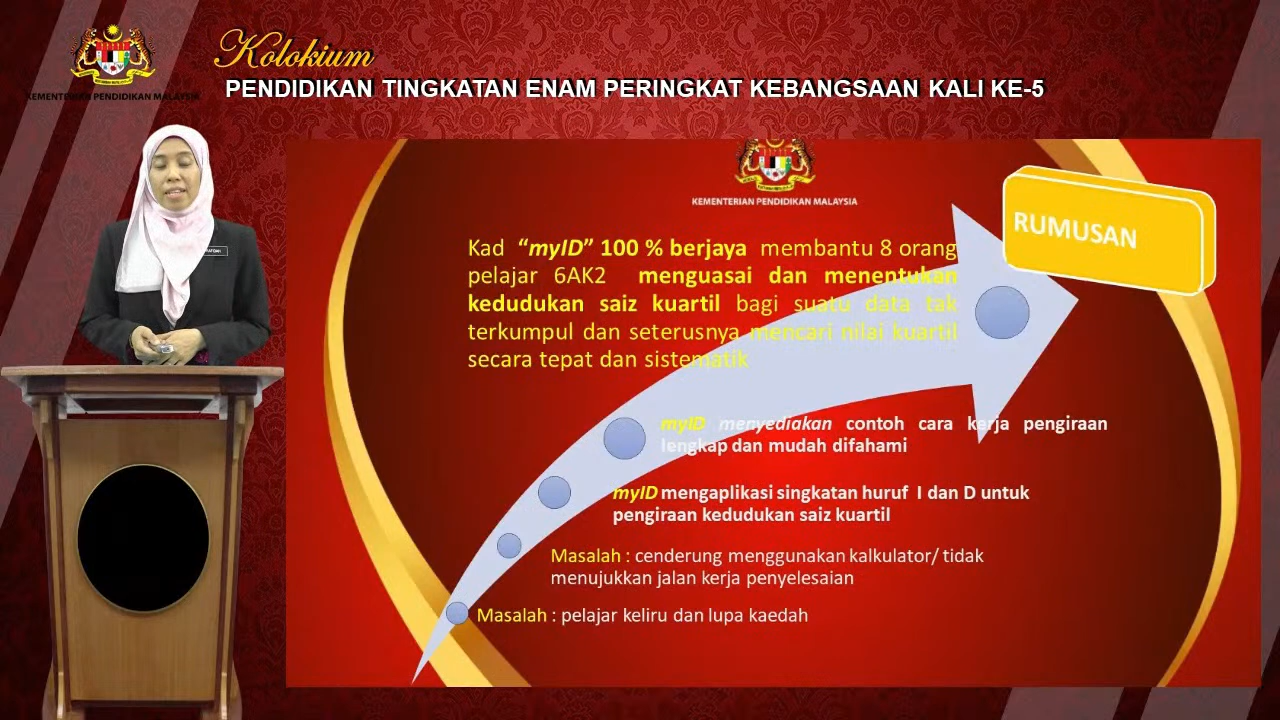 Kolokium
PENDIDIKAN TINGKATAN ENAM PERINGKAT KEBANGSAAN KALI KE-5
KEMENTERIAN PENDIDIKAN MALAYSIA
KEMENTERIAN PENDIDIKAN MALAYSIA
RUMUSAN
Kad “myID” 100 % berjaya membantu 8 orang
pelajar 6AK2 menguasai dan menentukan
kedudukan saiz kuartil bagi suatu data tak
terkumpul dan seterusnya mencari nilai kuartil
secara tepat dan sistematik
myID menyediakan contoh cara kerja pengiraan
lengkap dan mudah difahami
myID mengaplikasi singkatan huruf I dan D untuk
pengiraan kedudukan saiz kuartil
Masalah : cenderung menggunakan kalkulator/ tidak
menujukkan jalan kerja penyelesaian
Masalah : pelajar keliru dan lupa kaedah